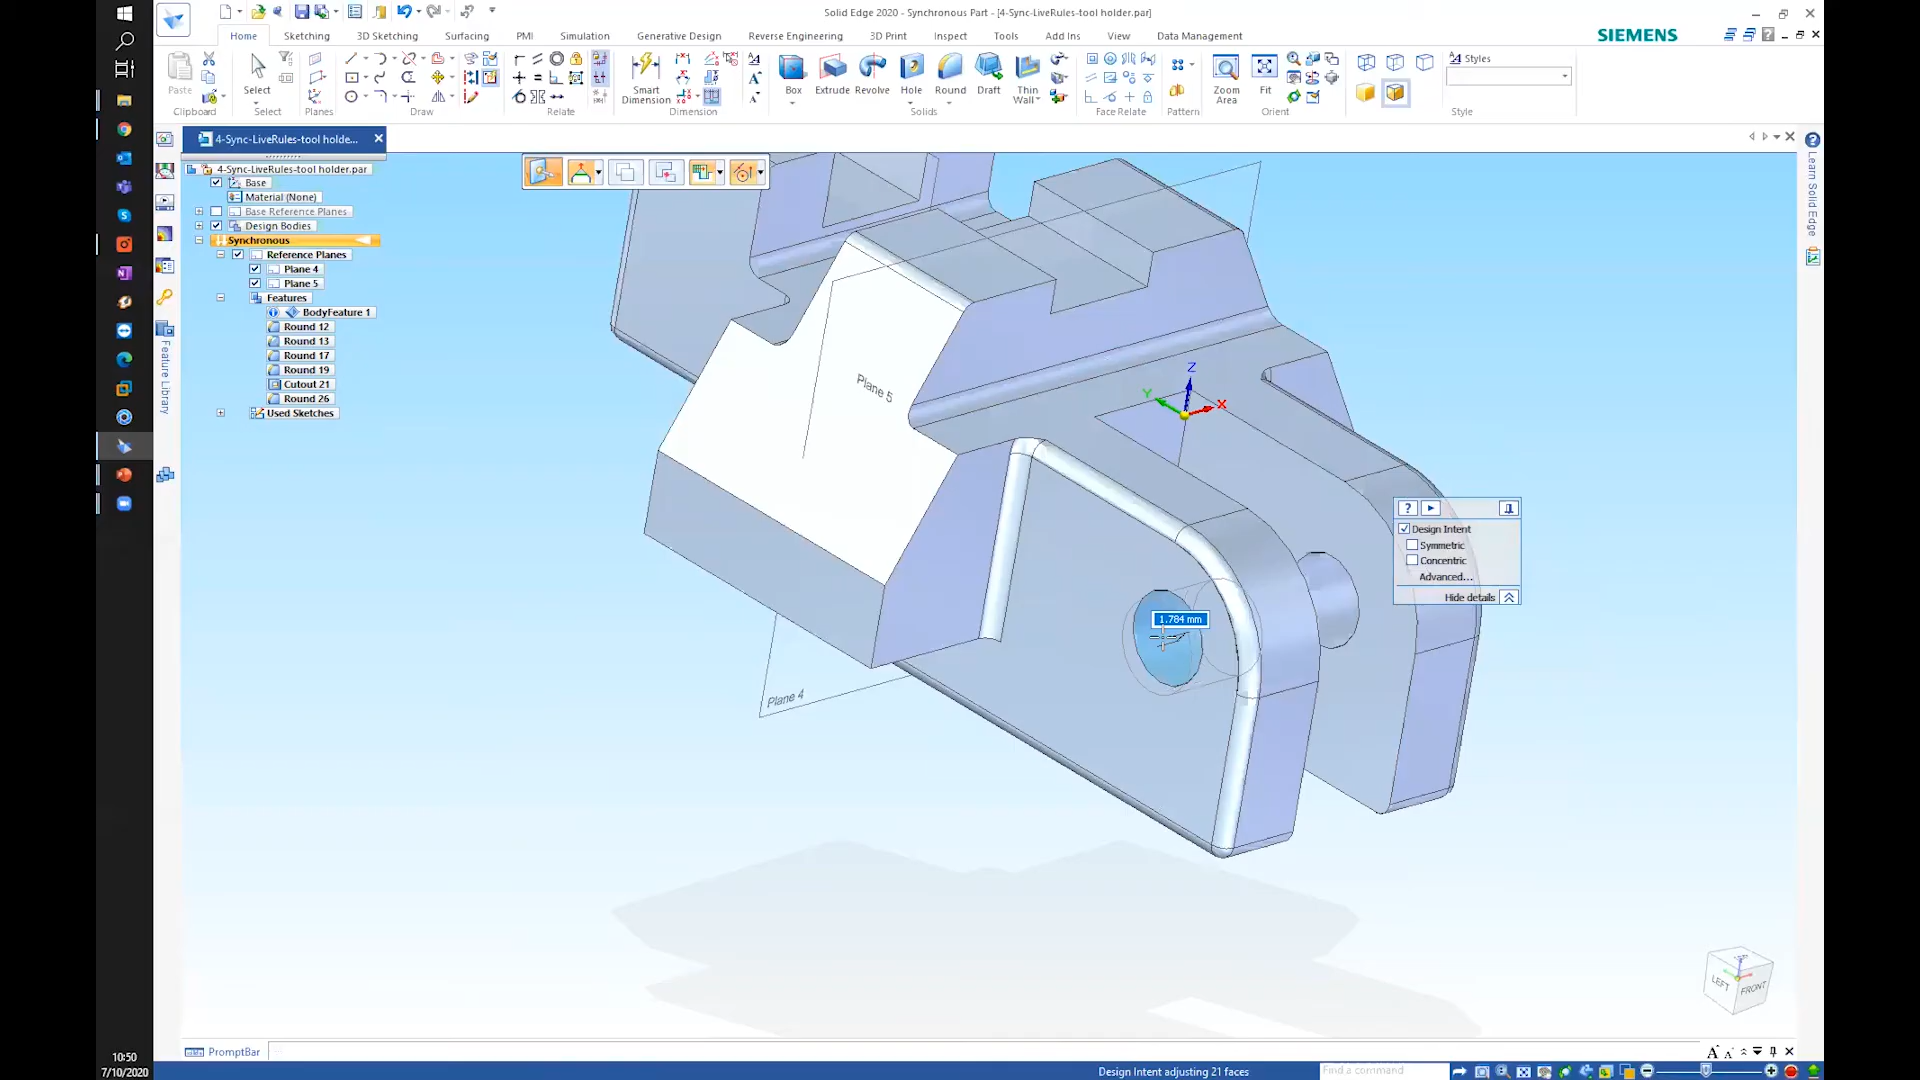 Solid Edge 2020 - Synchronous Part - [4-Sync-LiveRules-tool holder.par]
Home Sketching 3D Sketching Surfacing PMI Simulation Generative Design Reverse Engineering 3D Print Inspect Tools Add Ins View Data Management
SIEMENS
Paste Select Smart Dimension Box Extrude Revolve Hole Round Draft Thin Wall Zoom Area Fit Styles
Clipboard Select Planes Draw Relate Dimension Solids Face Relate Pattern Orient Style
4-Sync-LiveRules-tool holde...
4-Sync-LiveRules-tool holder.par
Base
Material (None)
Base Reference Planes
Design Bodies
Synchronous
Reference Planes
Plane 4
Plane 5
Features
BodyFeature 1
Round 12
Round 13
Round 17
Round 19
Cutout 21
Round 26
Used Sketches
Feature Library
Learn Solid Edge
Plane 5
Z
Y
X
Plane 4
1.784 mm
?
Design Intent
Symmetric
Concentric
Advanced...
Hide details
LEFT FRONT
PromptBar
Design Intent adjusting 21 faces
Find a command
10:50
7/10/2020